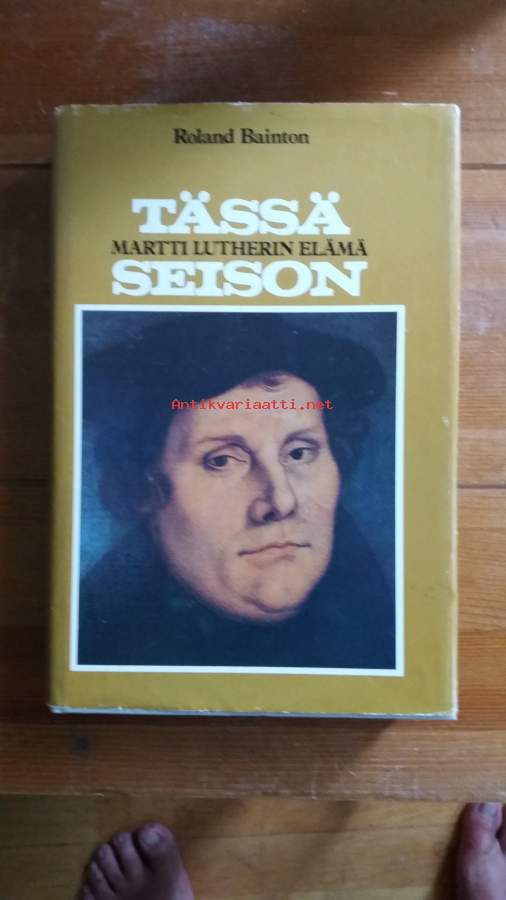 Roland Bainton
TÄSSÄ
MARTTI LUTHERIN ELÄMÄ
SEISON
Antikvariaatti.net